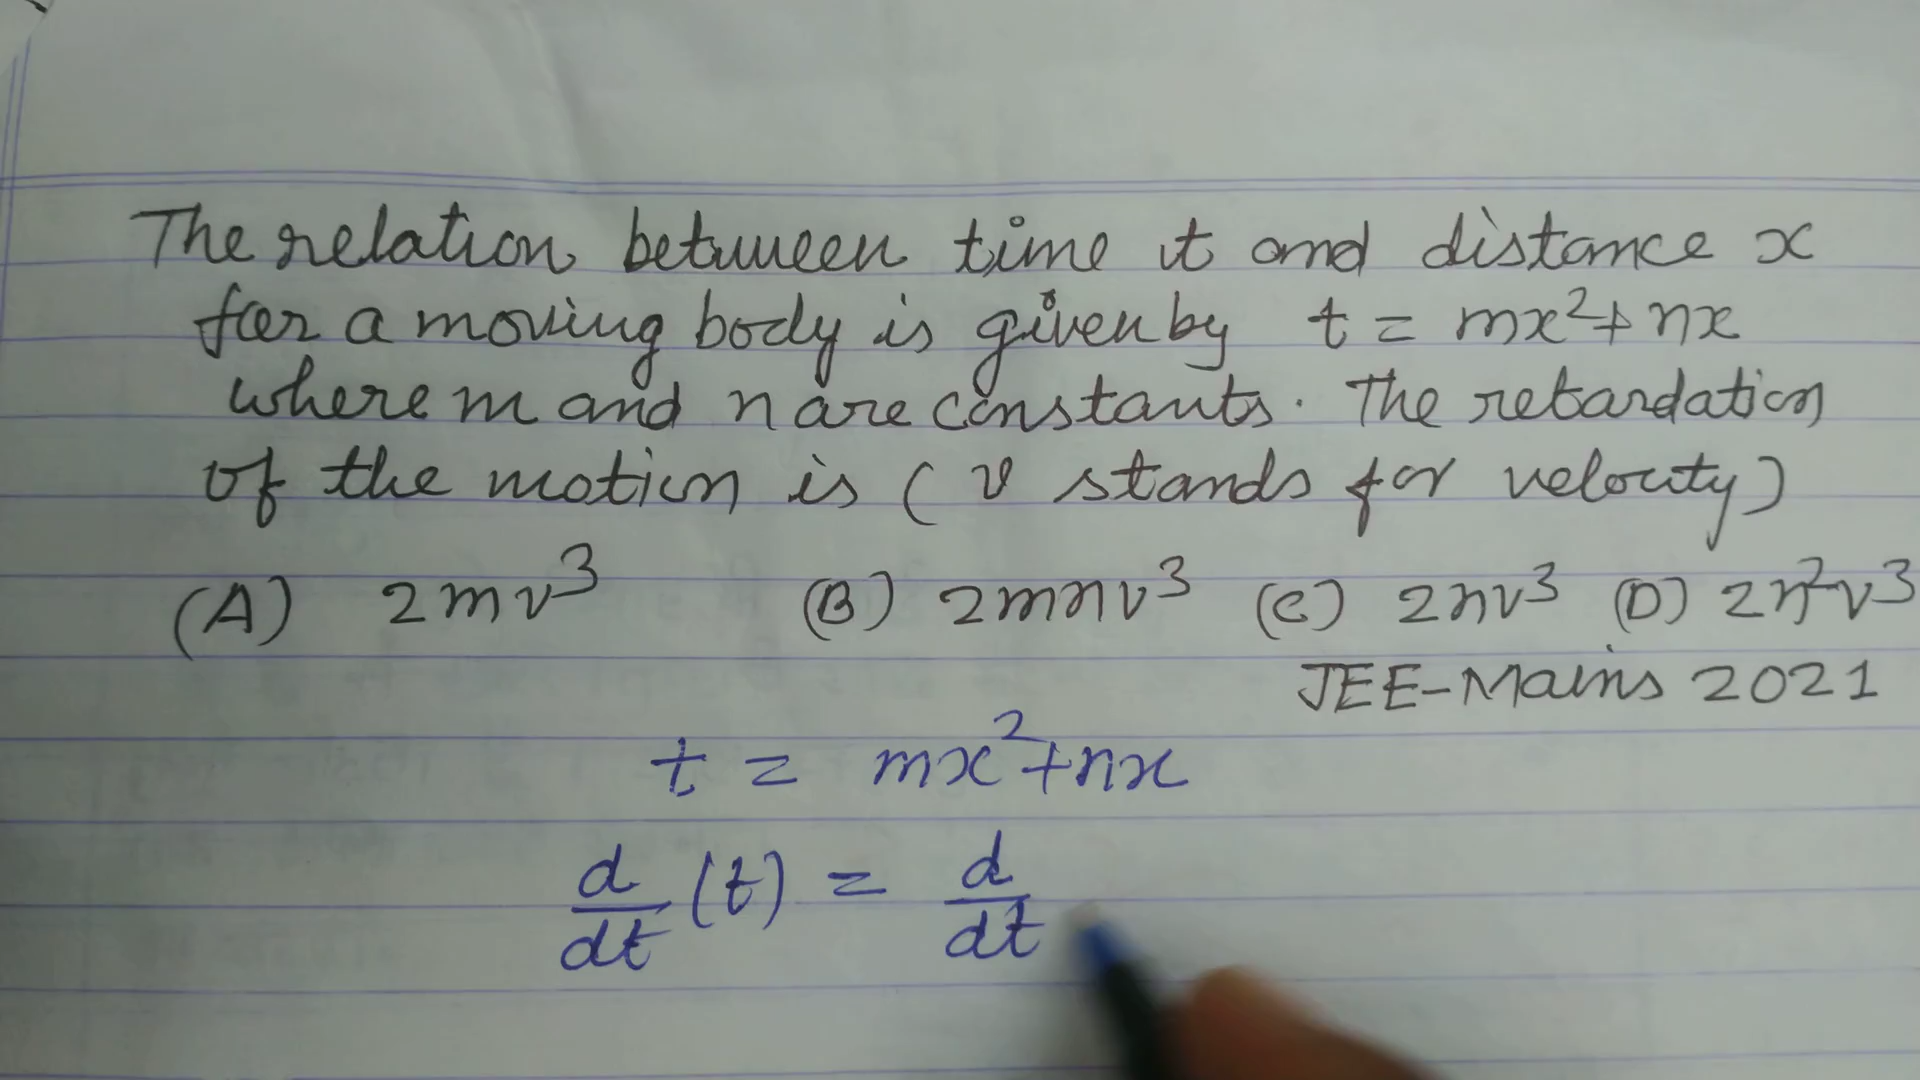 The relation between time t and distance x
for a moving body is given by t = mx²+nx
where m and n are constants. The retardation
of the motion is (v stands for velocity)
(A) 2mv³ (B) 2mnv³ (C) 2nv³ (D) 2n²v³
JEE-Mains 2021
t = mx²+nx
d/dt (t) = d/dt